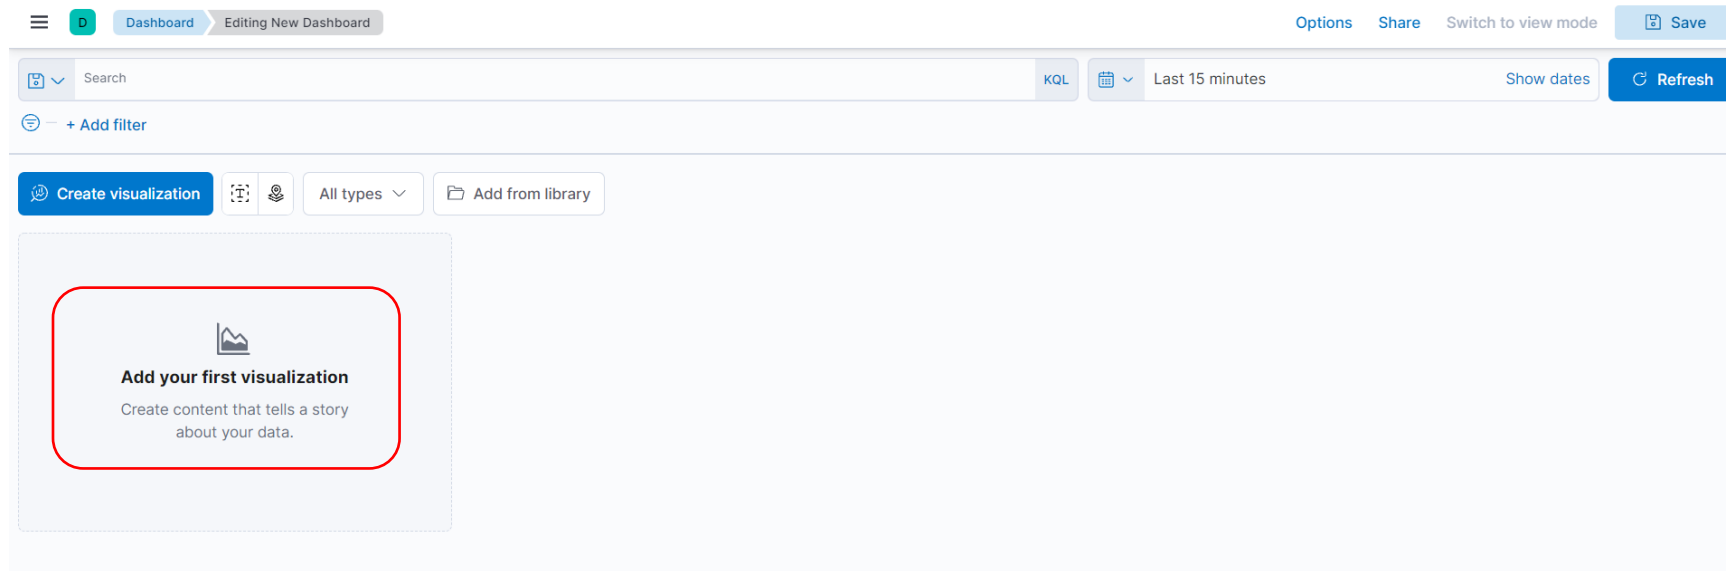 D Dashboard Editing New Dashboard Options Share Switch to view mode Save
Search KQL Last 15 minutes Show dates Refresh
+ Add filter
Create visualization T All types Add from library
Add your first visualization
Create content that tells a story
about your data.